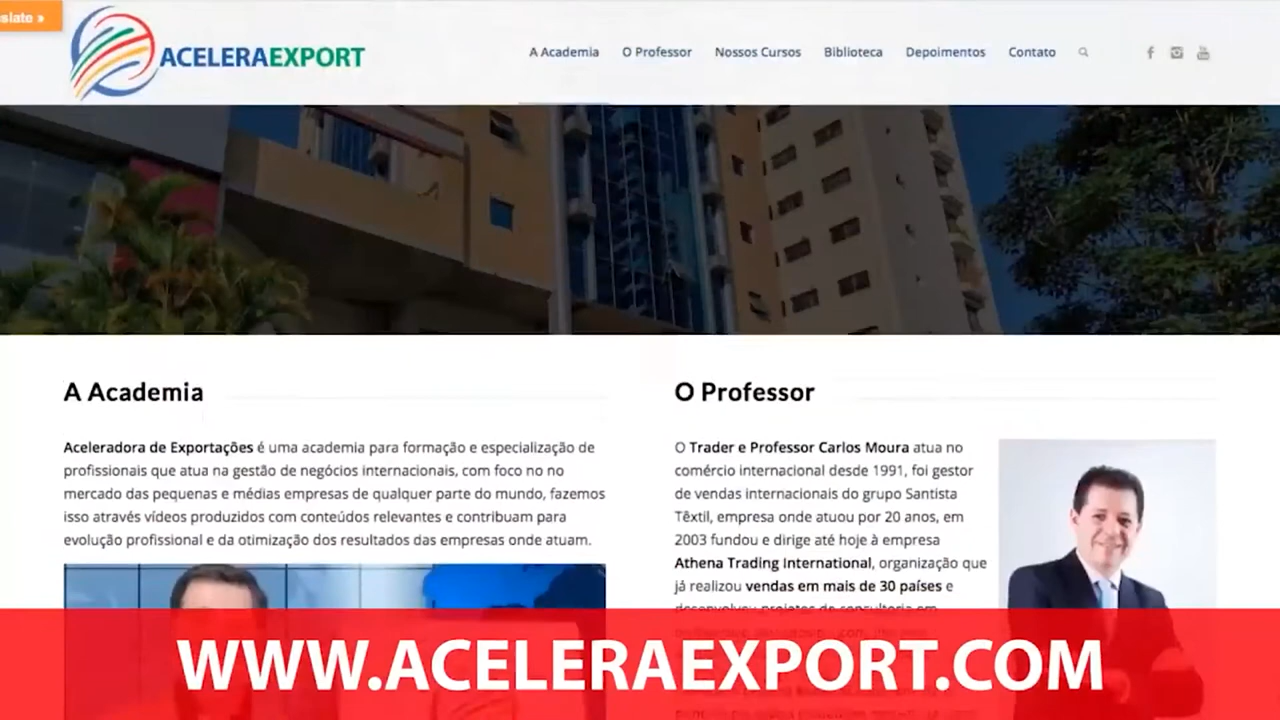 slate »
ACELERAEXPORT
A Academia O Professor Nossos Cursos Biblioteca Depoimentos Contato
A Academia
Aceleradora de Exportações é uma academia para formação e especialização de
profissionais que atua na gestão de negócios internacionais, com foco no no
mercado das pequenas e médias empresas de qualquer parte do mundo, fazemos
isso através vídeos produzidos com conteúdos relevantes e contribuam para
evolução profissional e da otimização dos resultados das empresas onde atuam.
O Professor
O Trader e Professor Carlos Moura atua no
comércio internacional desde 1991, foi gestor
de vendas internacionais do grupo Santista
Têxtil, empresa onde atuou por 20 anos, em
2003 fundou e dirige até hoje à empresa
Athena Trading International, organização que
já realizou vendas em mais de 30 países e
desenvolveu projetos de consultoria em
WWW.ACELERAEXPORT.COM